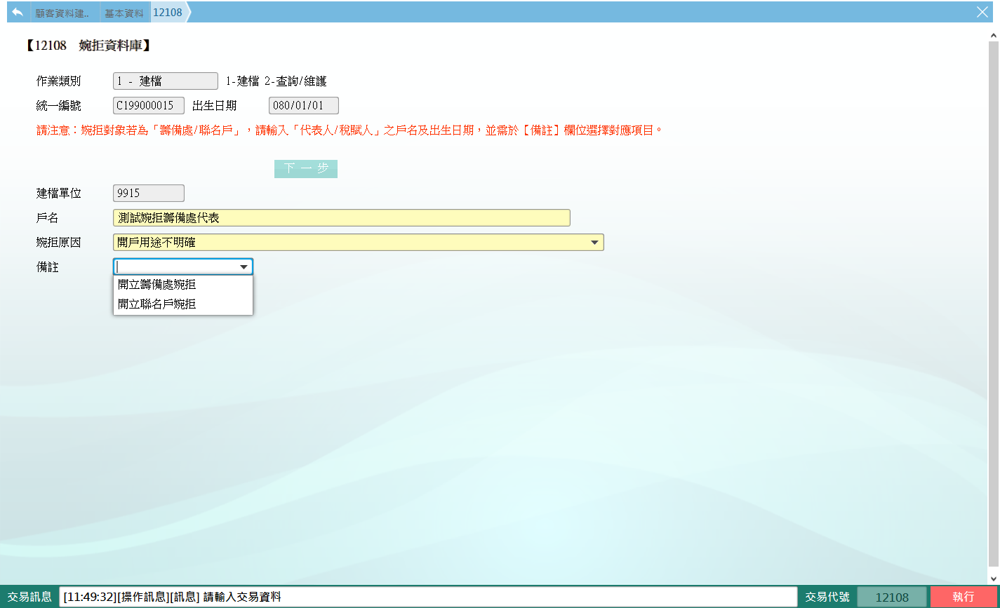 顧客資料建.. 基本資料 12108
【12108 婉拒資料庫】
作業類別 1 - 建檔 1-建檔 2-查詢/維護
統一編號 C199000015 出生日期 080/01/01
請注意：婉拒對象若為「籌備處/聯名戶」，請輸入「代表人/稅賦人」之戶名及出生日期，並需於【備註】欄位選擇對應項目。
下一步
建檔單位 9915
戶名 測試婉拒籌備處代表
婉拒原因 開戶用途不明確
備註
開立籌備處婉拒
開立聯名戶婉拒
交易訊息 [11:49:32][操作訊息][訊息] 請輸入交易資料 交易代號 12108 執行